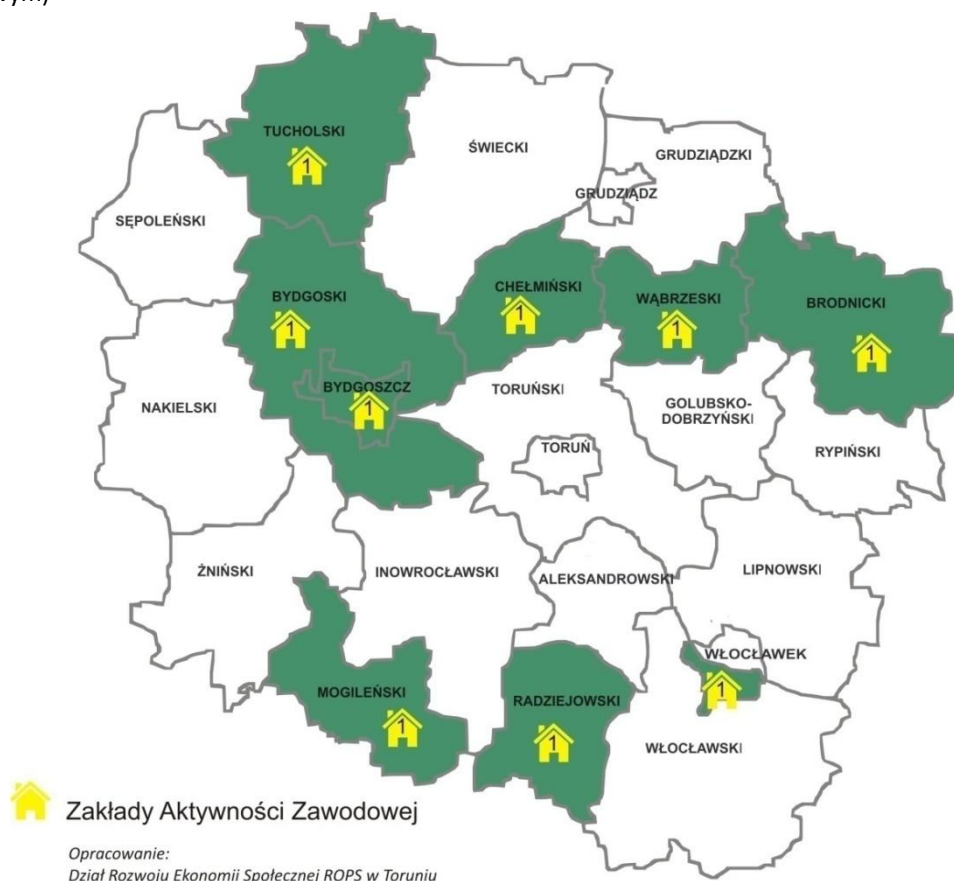 wym)
TUCHOLSKI
1
ŚWIECKI
GRUDZIĄDZKI
GRUDZIĄDZ
SĘPOLEŃSKI
BYDGOSKI
1
CHEŁMIŃSKI
1
WĄBRZESKI
1
BRODNICKI
1
BYDGOSZCZ
1
NAKIELSKI
TORUŃSKI
GOLUBSKO-
DOBRZYŃSKI
TORUŃ
RYPIŃSKI
ŻNIŃSKI
INOWROCŁAWSKI
ALEKSANDROWSKI
LIPNOWSKI
WŁOCŁAWEK
1
MOGILEŃSKI
1
RADZIEJOWSKI
1
WŁOCŁAWSKI
Zakłady Aktywności Zawodowej
Opracowanie:
Dział Rozwoju Ekonomii Społecznej ROPS w Toruniu